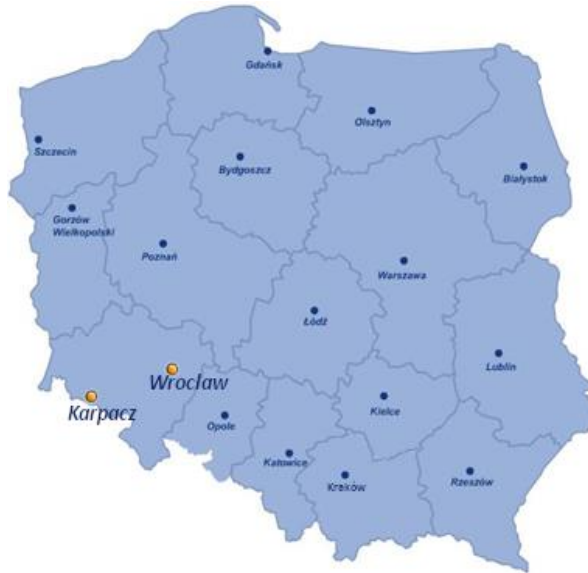 Gdańsk
Olsztyn
Szczecin
Bydgoszcz
Białystok
Gorzów
Wielkopolski
Poznań
Warszawa
Łódź
Lublin
Wrocław
Karpacz
Opole
Kielce
Katowice
Kraków
Rzeszów